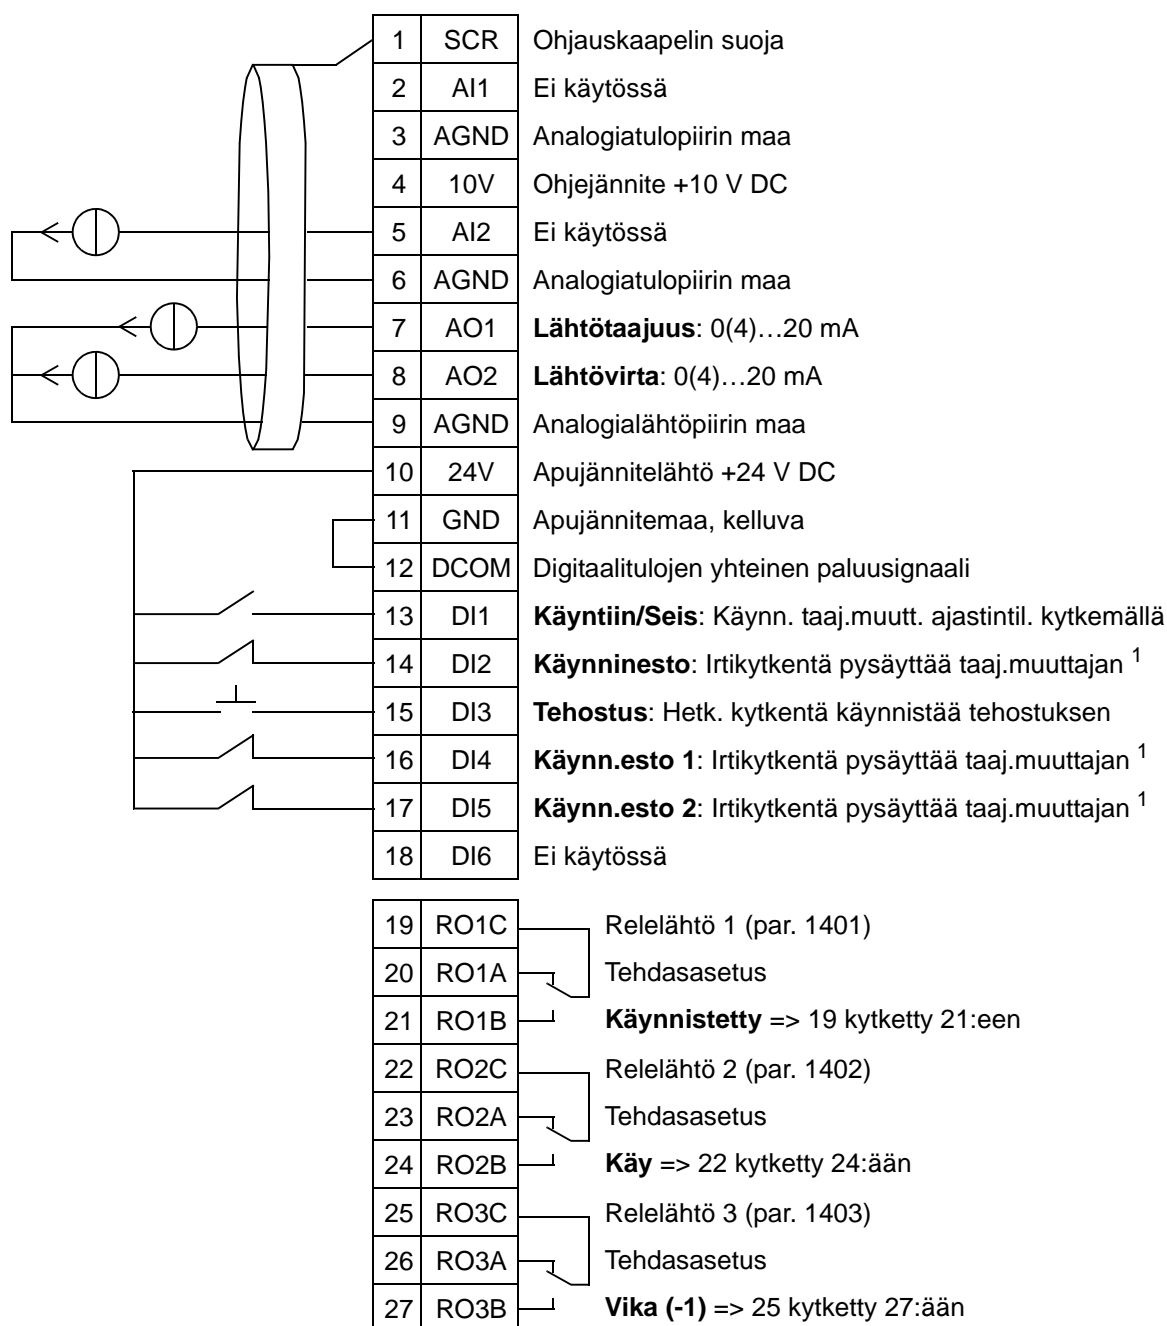 1 SCR Ohjauskaapelin suoja
2 AI1 Ei käytössä
3 AGND Analogiatulopiirin maa
4 10V Ohjejännite +10 V DC
5 AI2 Ei käytössä
6 AGND Analogiatulopiirin maa
7 AO1 Lähtötaajuus: 0(4)…20 mA
8 AO2 Lähtövirta: 0(4)…20 mA
9 AGND Analogialähtöpiirin maa
10 24V Apujännitelähtö +24 V DC
11 GND Apujännitemaa, kelluva
12 DCOM Digitaalitulojen yhteinen paluusignaali
13 DI1 Käyntiin/Seis: Käynn. taaj.muutt. ajastintil. kytkemällä
14 DI2 Käynninesto: Irtikytkentä pysäyttää taaj.muuttajan 1
15 DI3 Tehostus: Hetk. kytkentä käynnistää tehostuksen
16 DI4 Käynn.esto 1: Irtikytkentä pysäyttää taaj.muuttajan 1
17 DI5 Käynn.esto 2: Irtikytkentä pysäyttää taaj.muuttajan 1
18 DI6 Ei käytössä
19 RO1C Relelähtö 1 (par. 1401)
20 RO1A Tehdasasetus
21 RO1B Käynnistetty => 19 kytketty 21:een
22 RO2C Relelähtö 2 (par. 1402)
23 RO2A Tehdasasetus
24 RO2B Käy => 22 kytketty 24:ään
25 RO3C Relelähtö 3 (par. 1403)
26 RO3A Tehdasasetus
27 RO3B Vika (-1) => 25 kytketty 27:ään